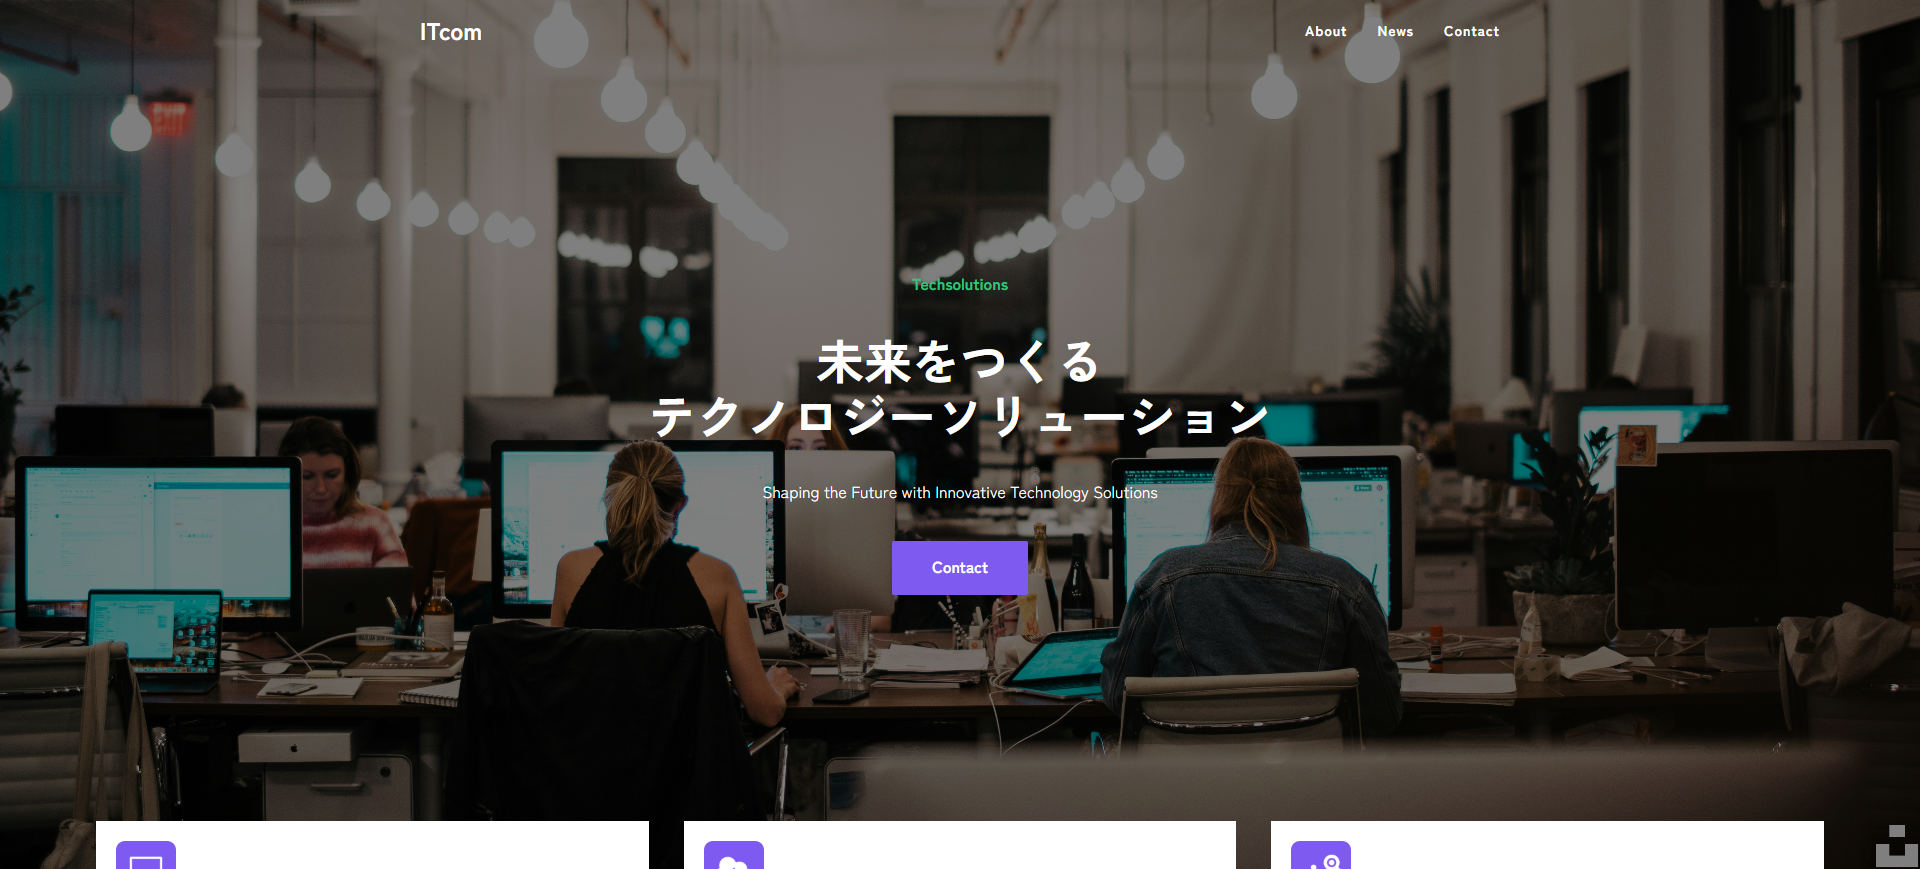 ITcom
About
News
Contact
Techsolutions
未来をつくる
テクノロジーソリューション
Shaping the Future with Innovative Technology Solutions
Contact